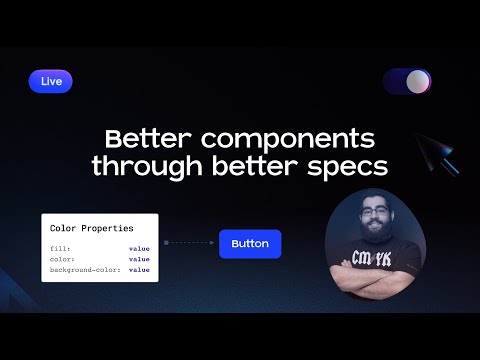 Live
Better components
through better specs
Color Properties
fill: value
color: value
background-color: value
Button
CMYK